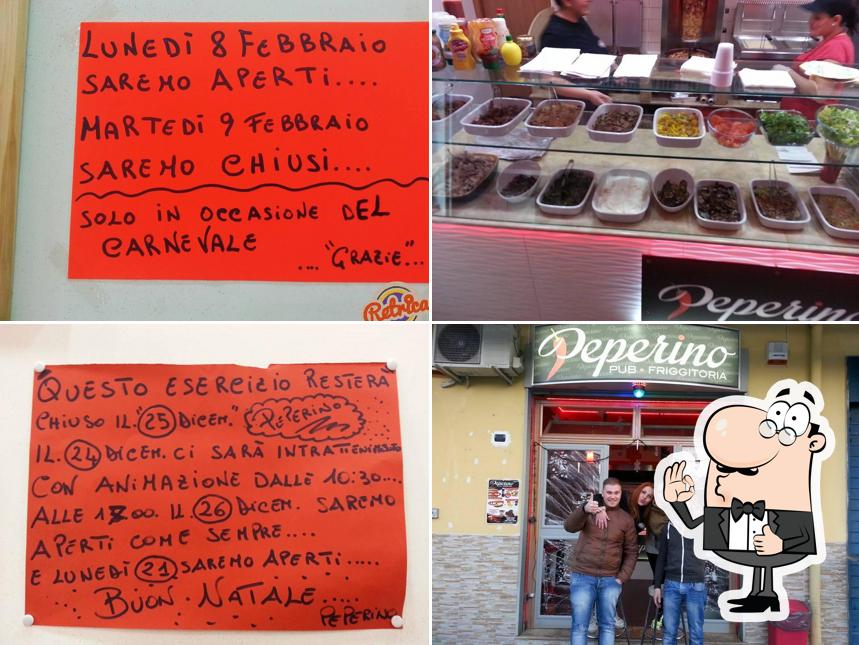 LUNEDÌ 8 FEBBRAIO
SAREMO APERTI....
MARTEDÌ 9 FEBBRAIO
SAREMO CHIUSI....
SOLO IN OCCASIONE DEL
CARNEVALE
.... "GRAZIE"...
Retrica
Peperino
QUESTO ESERCIZIO RESTERÀ
CHIUSO IL "25 DICEM." PEPERINO
IL 24 DICEM. CI SARÀ INTRATTENIMENTO
CON ANIMAZIONE DALLE 10:30....
ALLE 17:00. IL 26 DICEM. SAREMO
APERTI COME SEMPRE....
E LUNEDÌ 21 SAREMO APERTI.....
BUON NATALE.....
PEPERINO
Peperino
PUB • FRIGGITORIA
Peperino